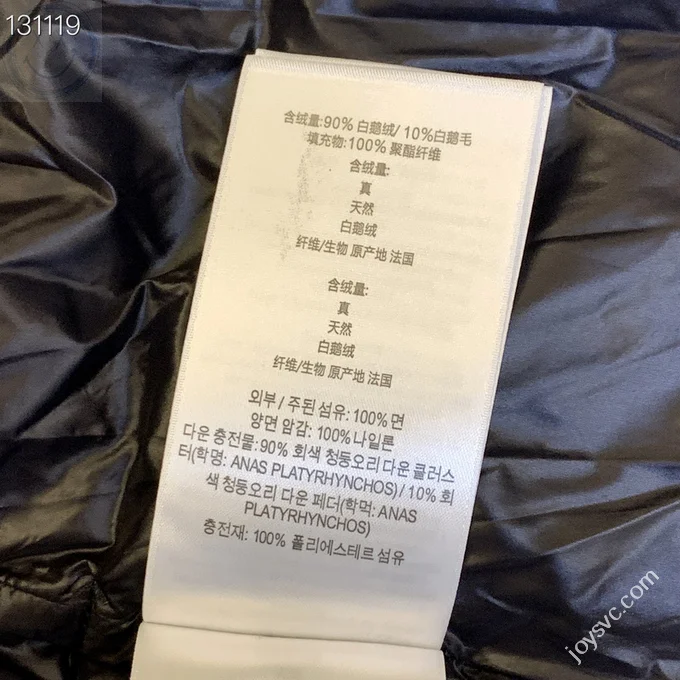 131119
含绒量:90% 白鹅绒/ 10%白鹅毛
填充物:100% 聚酯纤维
含绒量:
真
天然
白鹅绒
纤维/生物 原产地 法国
含绒量:
真
天然
白鹅绒
纤维/生物 原产地 法国
외부 / 주된 섬유: 100% 면
양면 암감: 100% 나일론
다운 충전물: 90% 회색 청둥오리 다운 클러스
터(학명: ANAS PLATYRHYNCHOS) / 10% 회
색 청둥오리 다운 페더(학먹: ANAS
PLATYRHYNCHOS)
충전재: 100% 폴리에스테르 섬유
joysvc.com